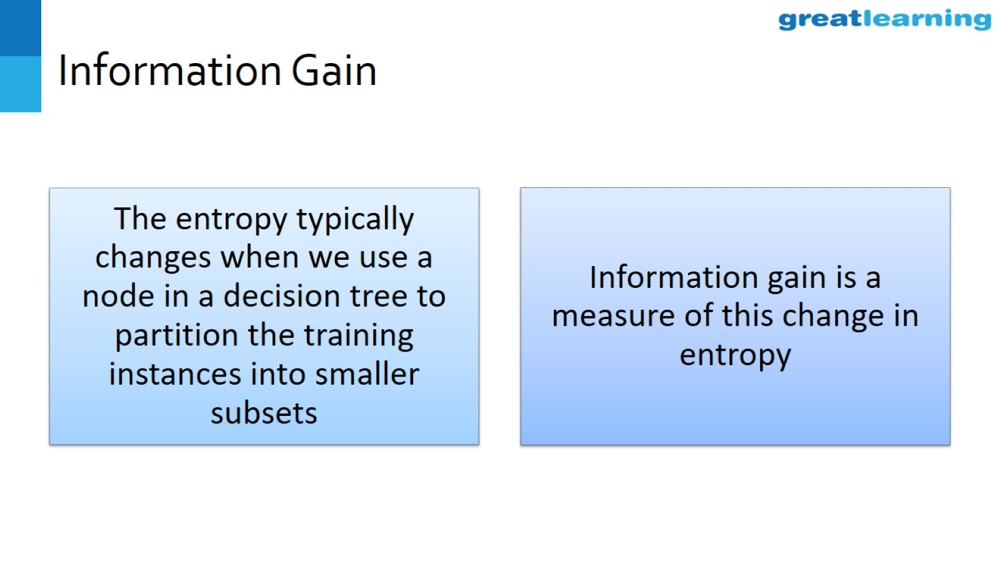 greatlearning
Information Gain
The entropy typically
changes when we use a
node in a decision tree to
partition the training
instances into smaller
subsets
Information gain is a
measure of this change in
entropy